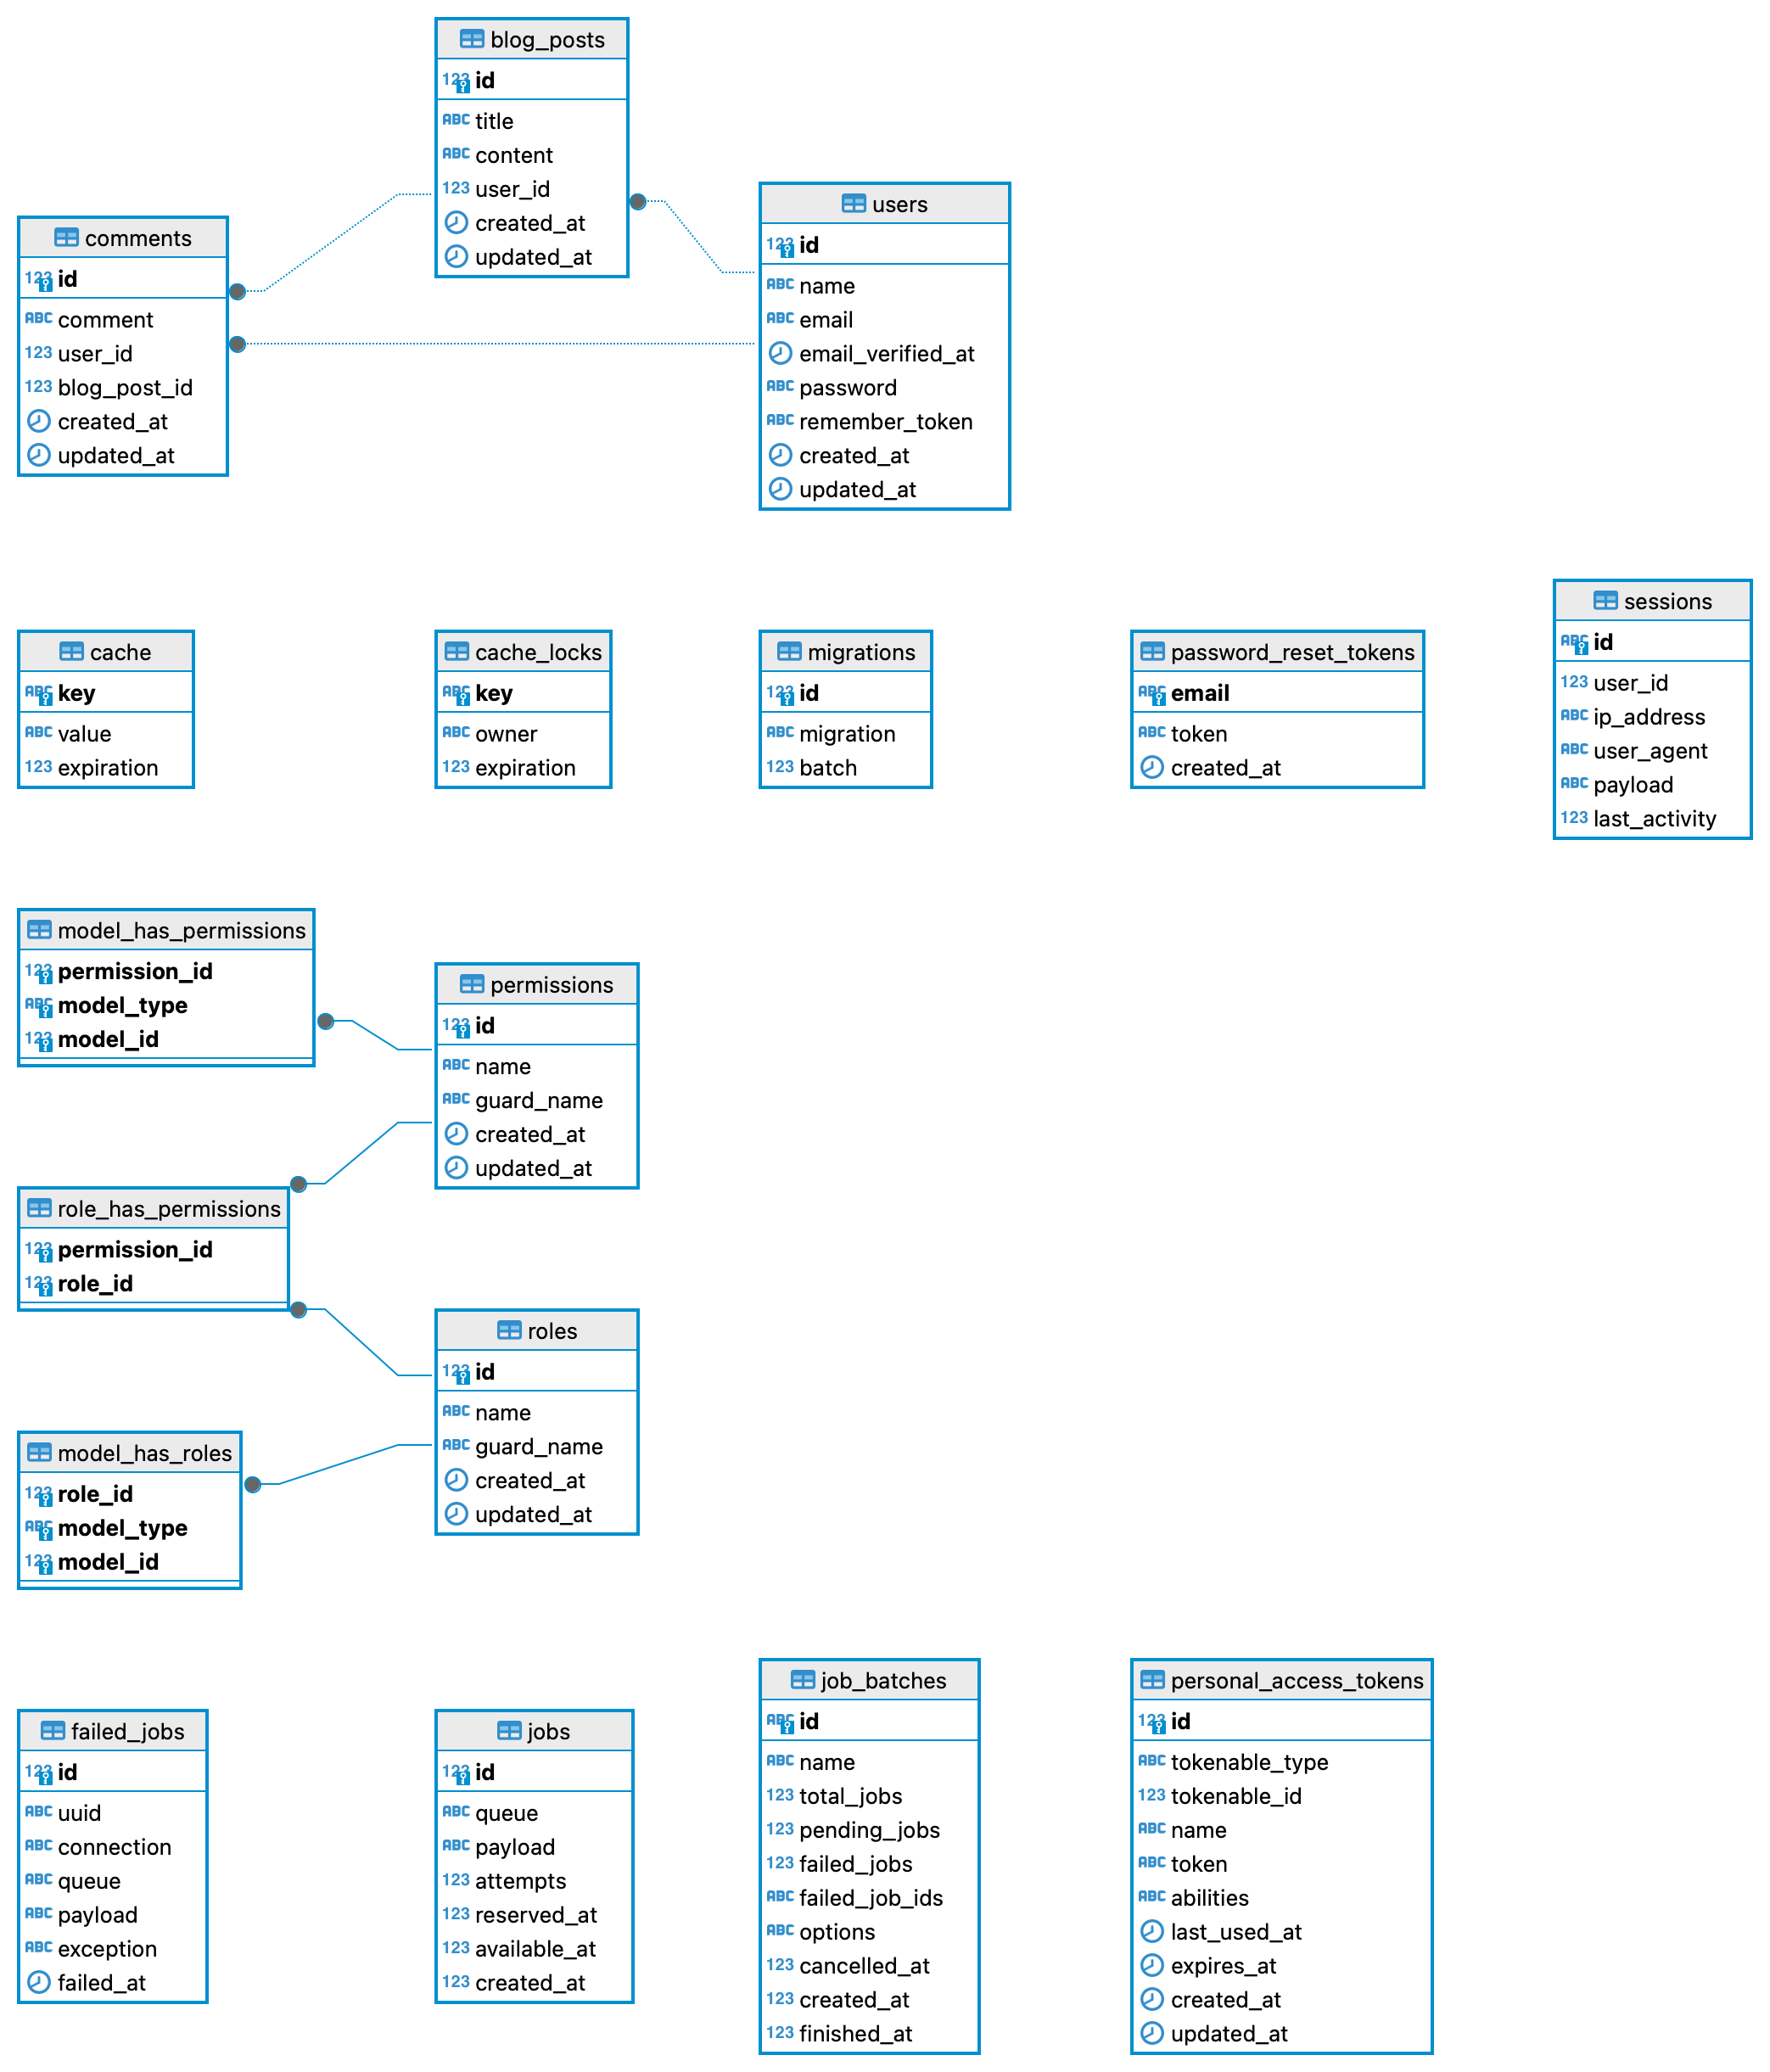 blog_posts
123 id
ABC title
ABC content
123 user_id
created_at
updated_at
users
123 id
ABC name
ABC email
email_verified_at
ABC password
ABC remember_token
created_at
updated_at
comments
123 id
ABC comment
123 user_id
123 blog_post_id
created_at
updated_at
cache
ABC key
ABC value
123 expiration
cache_locks
ABC key
ABC owner
123 expiration
migrations
123 id
ABC migration
123 batch
password_reset_tokens
ABC email
ABC token
created_at
sessions
ABC id
123 user_id
ABC ip_address
ABC user_agent
ABC payload
123 last_activity
model_has_permissions
123 permission_id
ABC model_type
123 model_id
permissions
123 id
ABC name
ABC guard_name
created_at
updated_at
role_has_permissions
123 permission_id
123 role_id
roles
123 id
ABC name
ABC guard_name
created_at
updated_at
model_has_roles
123 role_id
ABC model_type
123 model_id
failed_jobs
123 id
ABC uuid
ABC connection
ABC queue
ABC payload
ABC exception
failed_at
jobs
123 id
ABC queue
ABC payload
123 attempts
123 reserved_at
123 available_at
123 created_at
job_batches
ABC id
ABC name
123 total_jobs
123 pending_jobs
123 failed_jobs
ABC failed_job_ids
ABC options
123 cancelled_at
123 created_at
123 finished_at
personal_access_tokens
123 id
ABC tokenable_type
123 tokenable_id
ABC name
ABC token
ABC abilities
last_used_at
expires_at
created_at
updated_at